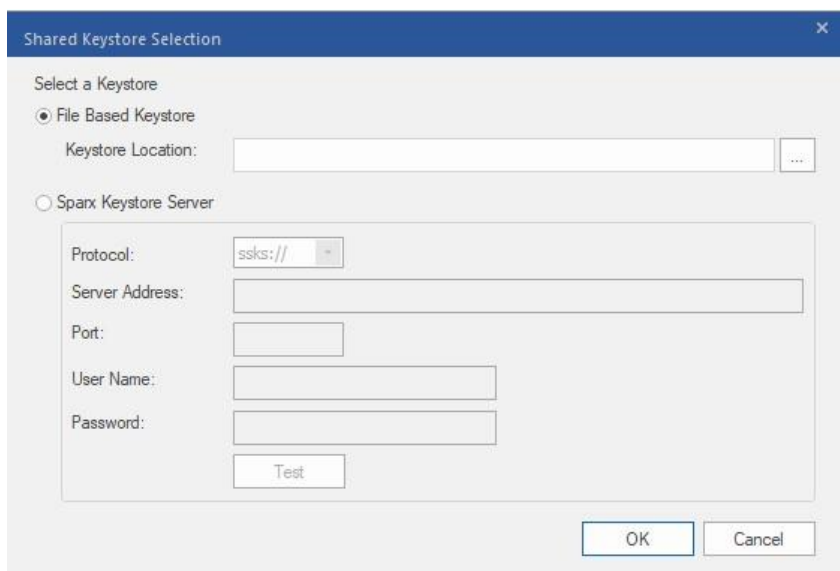 Shared Keystore Selection
Select a Keystore
File Based Keystore
Keystore Location:
...
Sparx Keystore Server
Protocol: ssks://
Server Address:
Port:
User Name:
Password:
Test
OK Cancel